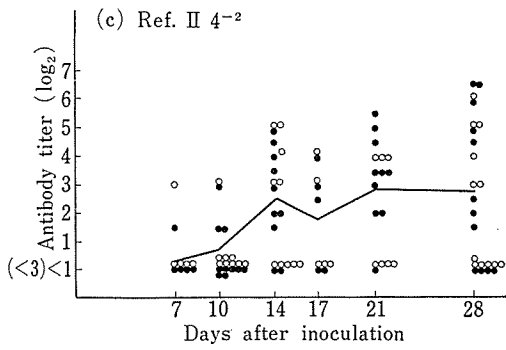 (c) Ref. II 4⁻²
Antibody titer (log₂)
7
6
5
4
3
2
1
(<3)<1
7 10 14 17 21 28
Days after inoculation